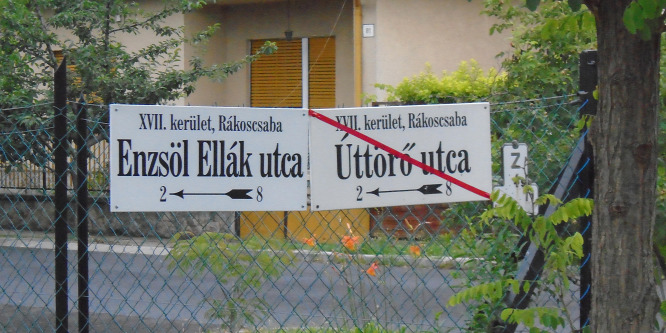 XVII. kerület, Rákoscsaba
Enzsöl Ellák utca
2 8
XVII. kerület, Rákoscsaba
Úttörő utca
2 8
Z